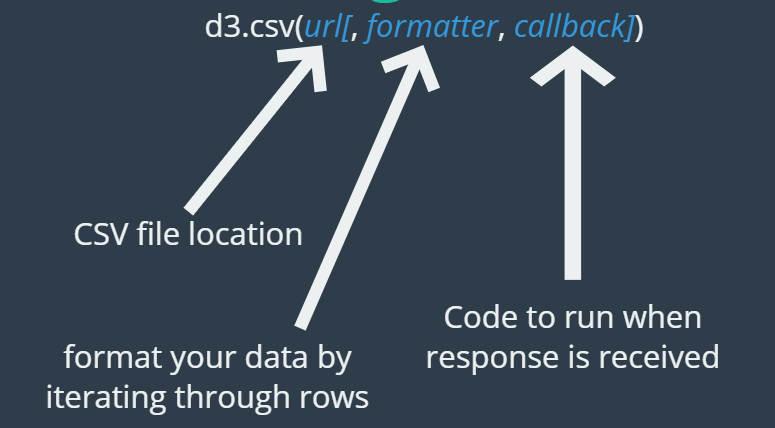 d3.csv(url[, formatter, callback])
CSV file location
format your data by
iterating through rows
Code to run when
response is received